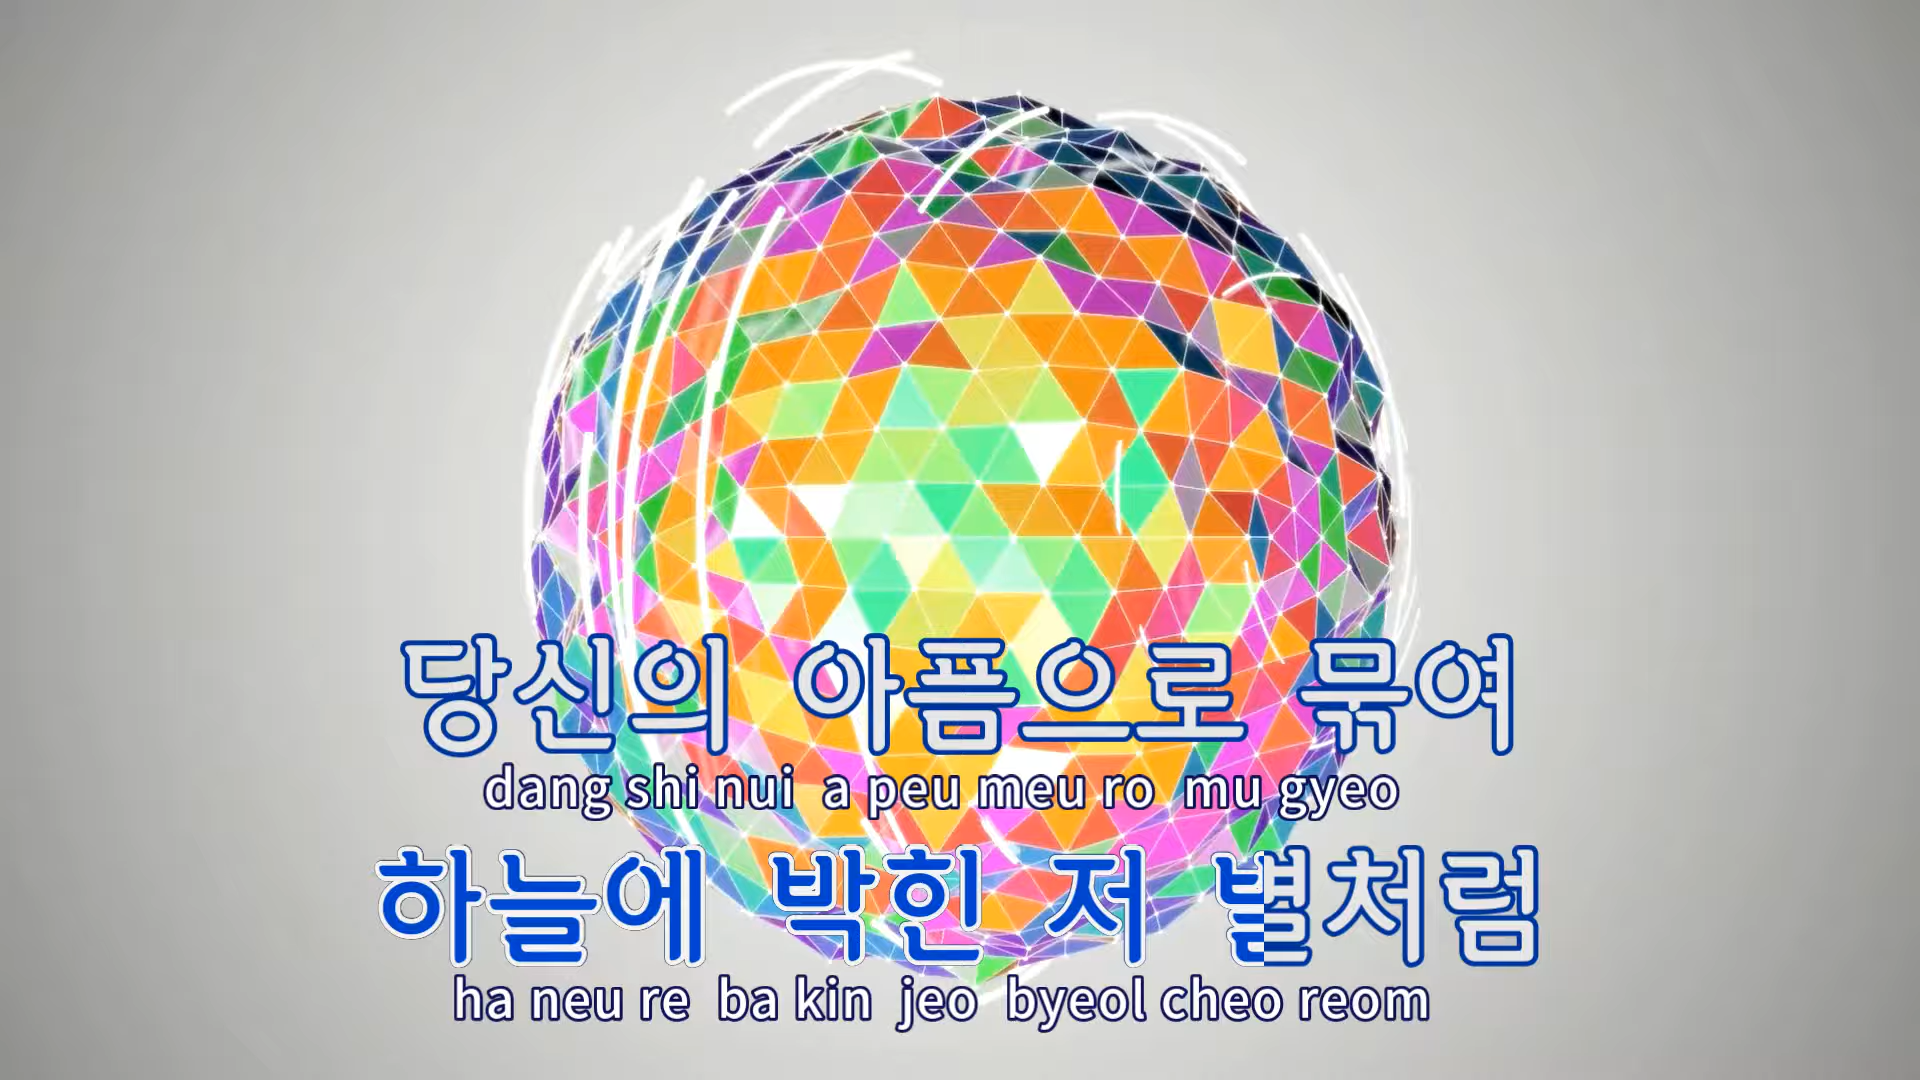 당신의 아픔으로 묶여
dang shi nui a peu meu ro mu gyeo
하늘에 박힌 저 별처럼
ha neu re ba kin jeo byeol cheo reom